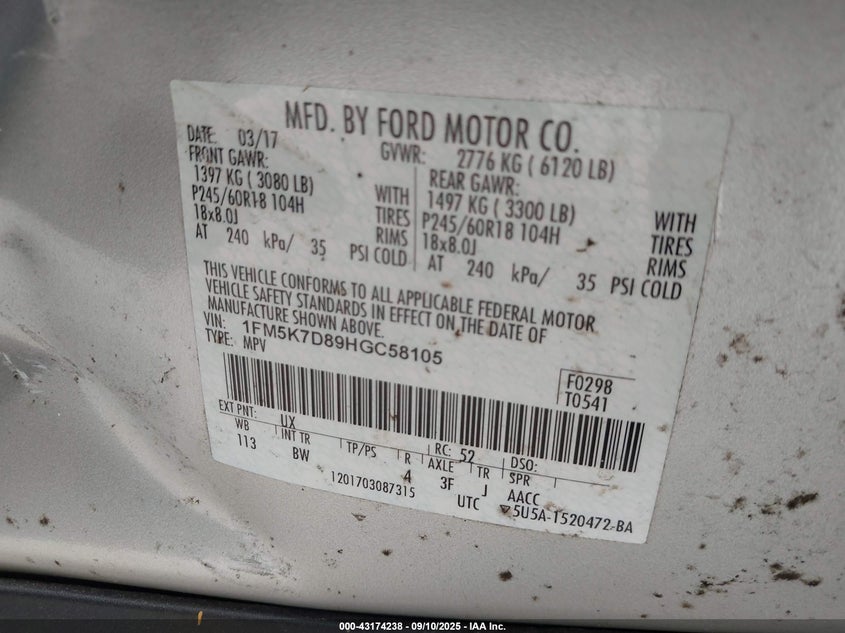 MFD. BY FORD MOTOR CO.
DATE: 03/17
GVWR: 2776 KG ( 6120 LB)
FRONT GAWR:
1397 KG ( 3080 LB)
P245/60R18 104H
18x8.0J
AT 240 kPa/ 35 PSI COLD
WITH
TIRES
RIMS
REAR GAWR:
1497 KG ( 3300 LB)
P245/60R18 104H
18x8.0J
AT 240 kPa/ 35 PSI COLD
WITH
TIRES
RIMS
THIS VEHICLE CONFORMS TO ALL APPLICABLE FEDERAL MOTOR
VEHICLE SAFETY STANDARDS IN EFFECT ON THE DATE OF
MANUFACTURE SHOWN ABOVE.
VIN: 1FM5K7D89HGC58105
TYPE: MPV
F0298
T0541
EXT PNT: UX RC: 52 DSO:
WB INT TR TP/PS R AXLE TR SPR
113 BW 4 3F J AACC
1201703087315 UTC ▽5U5A-1520472-BA
000-43174238 - 09/10/2025 - IAA Inc.